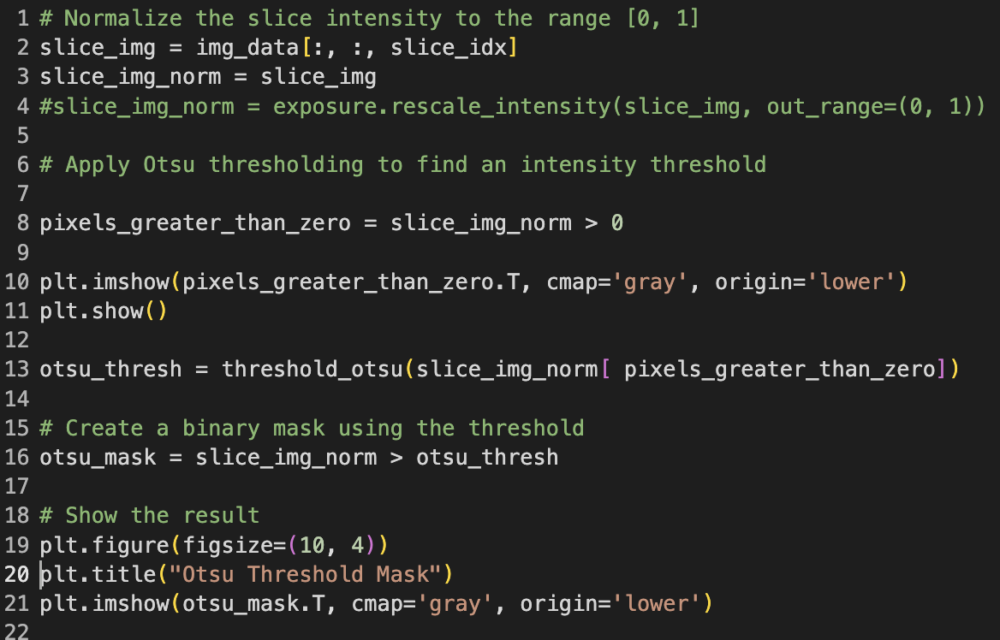 1 # Normalize the slice intensity to the range [0, 1]
2 slice_img = img_data[:, :, slice_idx]
3 slice_img_norm = slice_img
4 #slice_img_norm = exposure.rescale_intensity(slice_img, out_range=(0, 1))
5
6 # Apply Otsu thresholding to find an intensity threshold
7
8 pixels_greater_than_zero = slice_img_norm > 0
9
10 plt.imshow(pixels_greater_than_zero.T, cmap='gray', origin='lower')
11 plt.show()
12
13 otsu_thresh = threshold_otsu(slice_img_norm[ pixels_greater_than_zero])
14
15 # Create a binary mask using the threshold
16 otsu_mask = slice_img_norm > otsu_thresh
17
18 # Show the result
19 plt.figure(figsize=(10, 4))
20 plt.title("Otsu Threshold Mask")
21 plt.imshow(otsu_mask.T, cmap='gray', origin='lower')
22